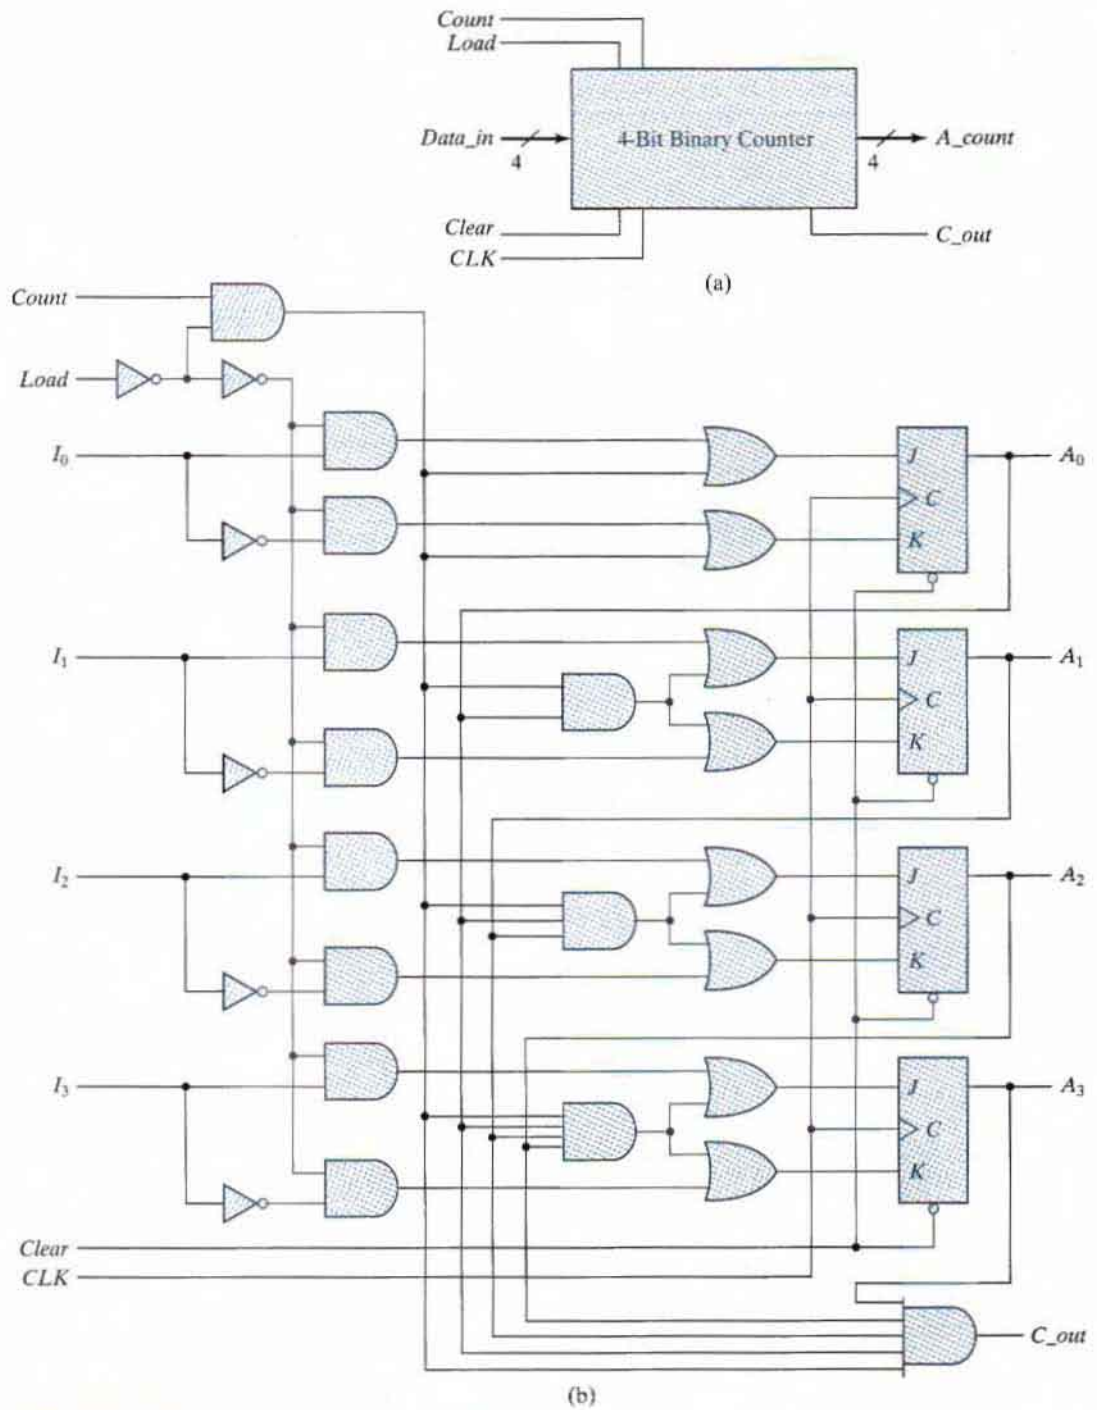 Count
Load
Data_in
4
4-Bit Binary Counter
4
A_count
Clear
CLK
C_out
(a)
Count
Load
I₀
J
C
K
A₀
I₁
J
C
K
A₁
I₂
J
C
K
A₂
I₃
J
C
K
A₃
Clear
CLK
C_out
(b)